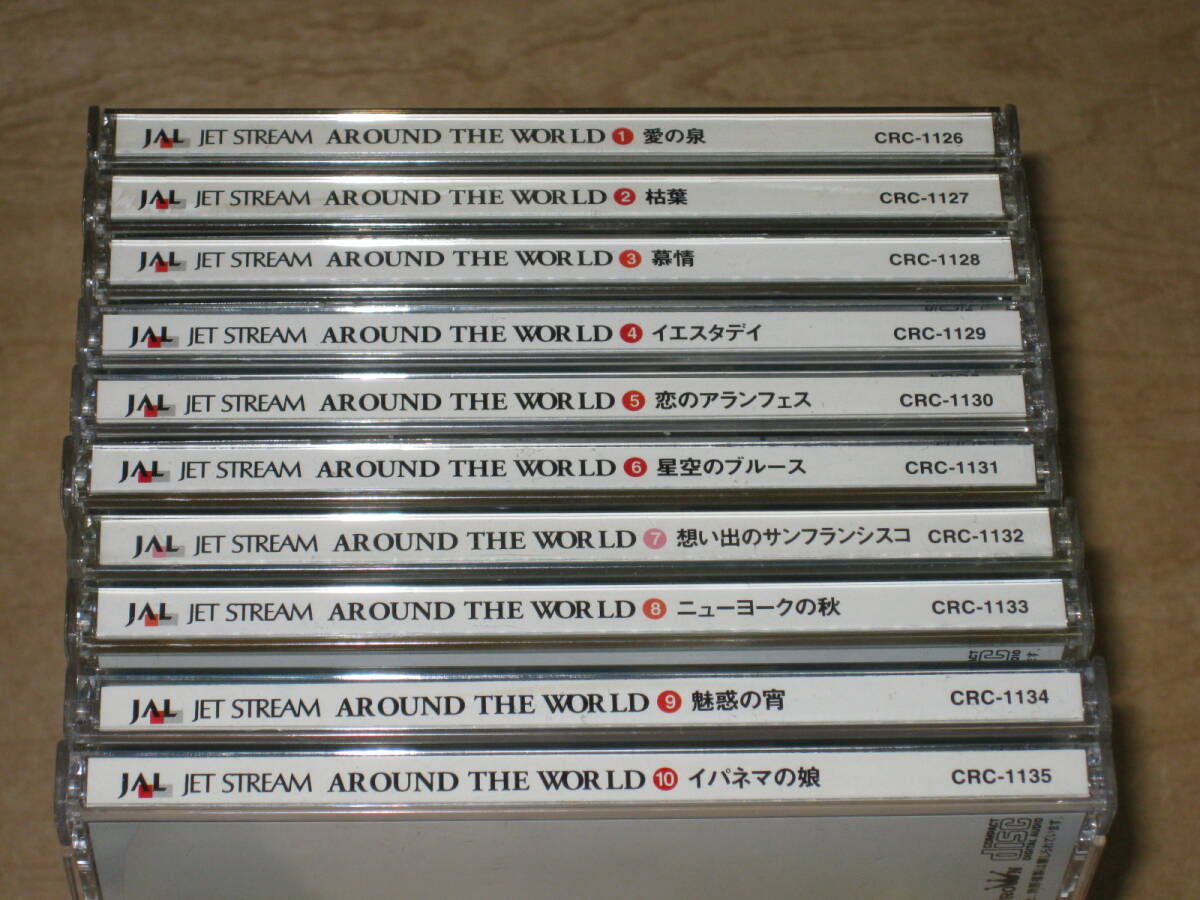 JAL JET STREAM AROUND THE WORLD 1 愛の泉 CRC-1126
JAL JET STREAM AROUND THE WORLD 2 枯葉 CRC-1127
JAL JET STREAM AROUND THE WORLD 3 慕情 CRC-1128
JAL JET STREAM AROUND THE WORLD 4 イエスタデイ CRC-1129
JAL JET STREAM AROUND THE WORLD 5 恋のアランフェス CRC-1130
JAL JET STREAM AROUND THE WORLD 6 星空のブルース CRC-1131
JAL JET STREAM AROUND THE WORLD 7 想い出のサンフランシスコ CRC-1132
JAL JET STREAM AROUND THE WORLD 8 ニューヨークの秋 CRC-1133
JAL JET STREAM AROUND THE WORLD 9 魅惑の宵 CRC-1134
JAL JET STREAM AROUND THE WORLD 10 イパネマの娘 CRC-1135
COMPACT
disc
DIGITAL AUDIO